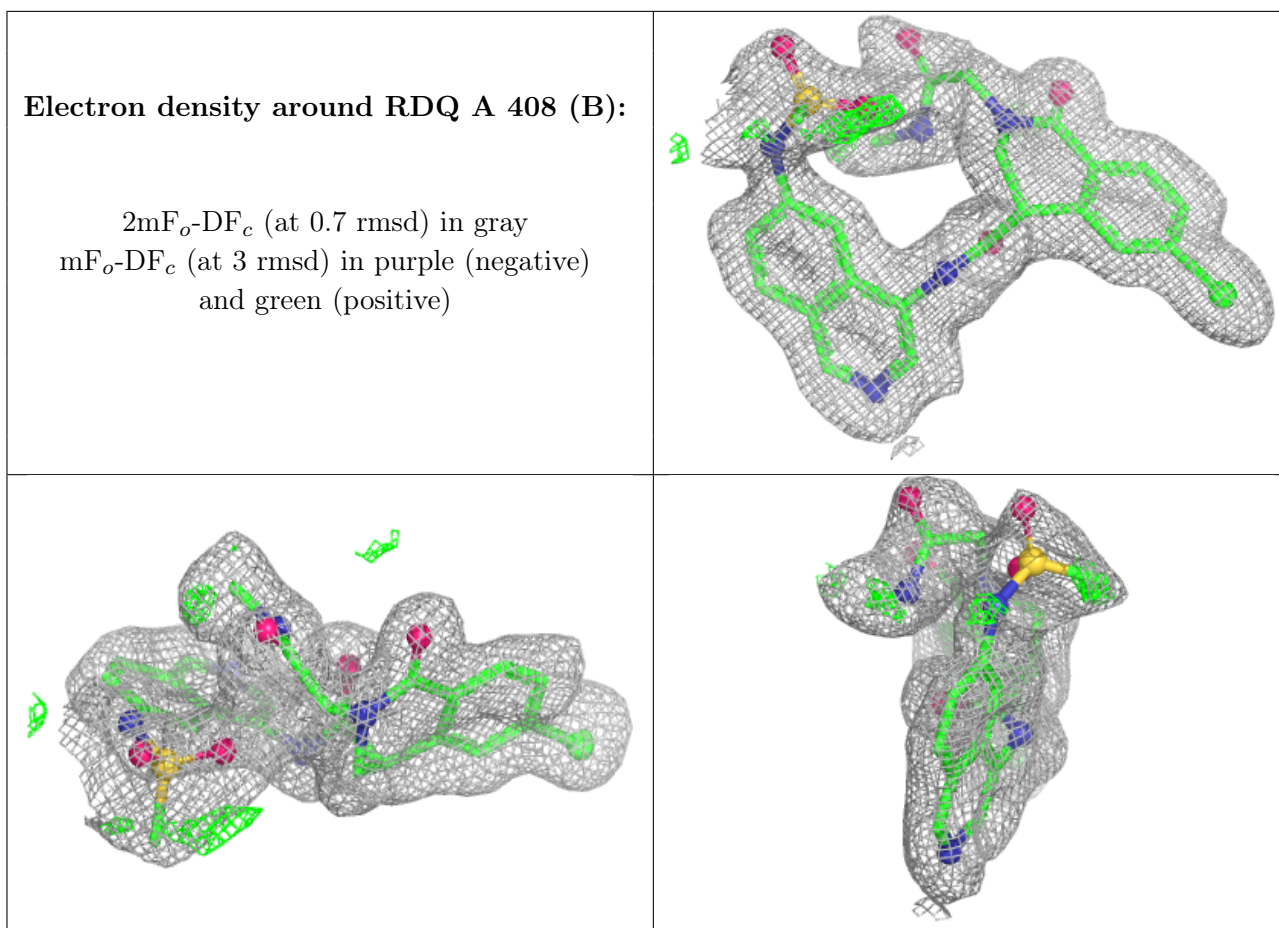 Electron density around RDQ A 408 (B):
2mFo-DFc (at 0.7 rmsd) in gray
mFo-DFc (at 3 rmsd) in purple (negative)
and green (positive)